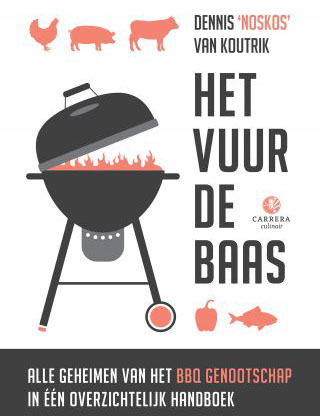 DENNIS ‘NOSKOS’
VAN KOUTRIK
HET
VUUR
DE
BAAS
CARRERA
culinair
ALLE GEHEIMEN VAN HET BBQ GENOOTSCHAP
IN ÉÉN OVERZICHTELIJK HANDBOEK